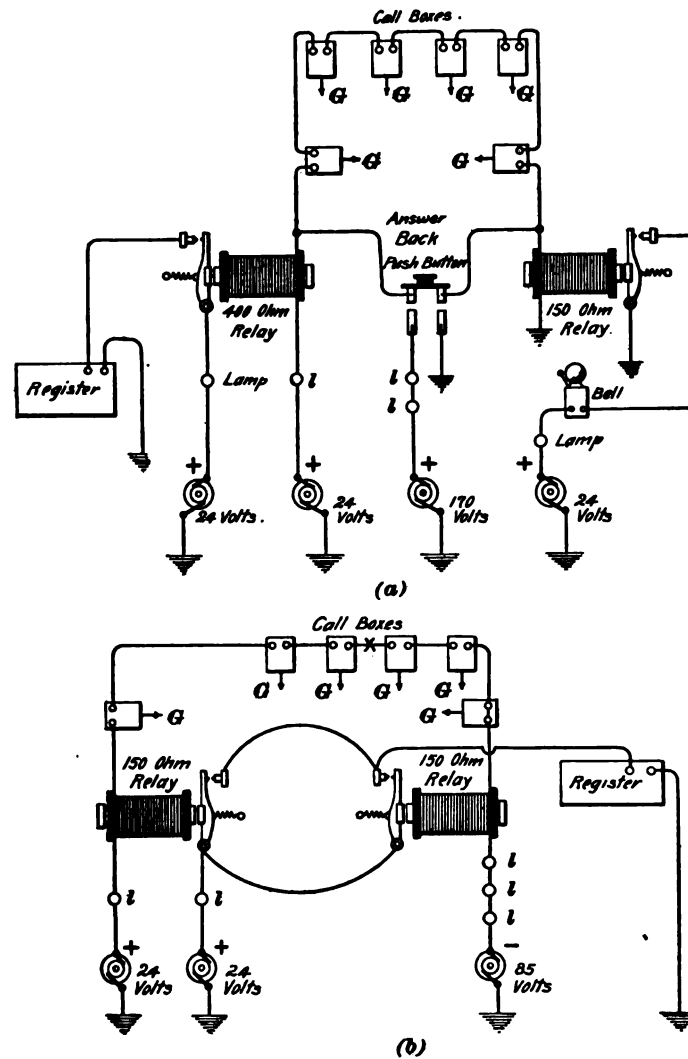 Call Boxes.
G
G
G
G
G
G
Answer
Back
Push Button
400 Ohm
Relay
150 Ohm
Relay.
Register
Lamp
l
l
l
Bell
Lamp
+
+
+
+
24 Volts.
24
Volts
170
Volts
24
Volts
(a)
Call Boxes
X
G
G
G
G
G
G
150 Ohm
Relay
150 Ohm
Relay
Register
l
l
l
l
l
+
+
-
24
Volts
24
Volts
85
Volts
(b)